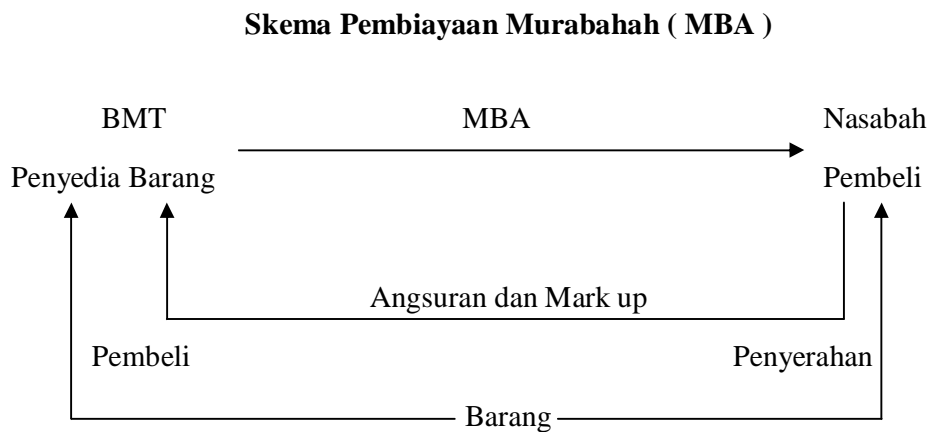 Skema Pembiayaan Murabahah ( MBA )
BMT MBA Nasabah
Penyedia Barang Pembeli
Angsuran dan Mark up
Pembeli Penyerahan
Barang